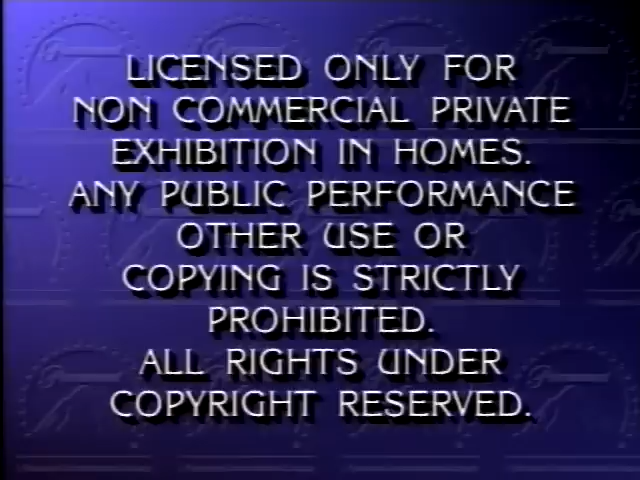 LICENSED ONLY FOR
NON COMMERCIAL PRIVATE
EXHIBITION IN HOMES.
ANY PUBLIC PERFORMANCE
OTHER USE OR
COPYING IS STRICTLY
PROHIBITED.
ALL RIGHTS UNDER
COPYRIGHT RESERVED.